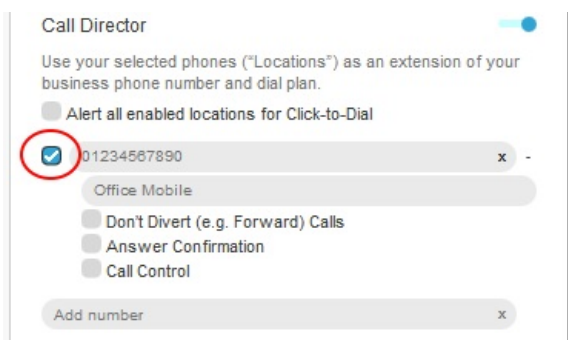 Call Director
Use your selected phones (“Locations”) as an extension of your
business phone number and dial plan.
Alert all enabled locations for Click-to-Dial
01234567890 x -
Office Mobile
Don't Divert (e.g. Forward) Calls
Answer Confirmation
Call Control
Add number x